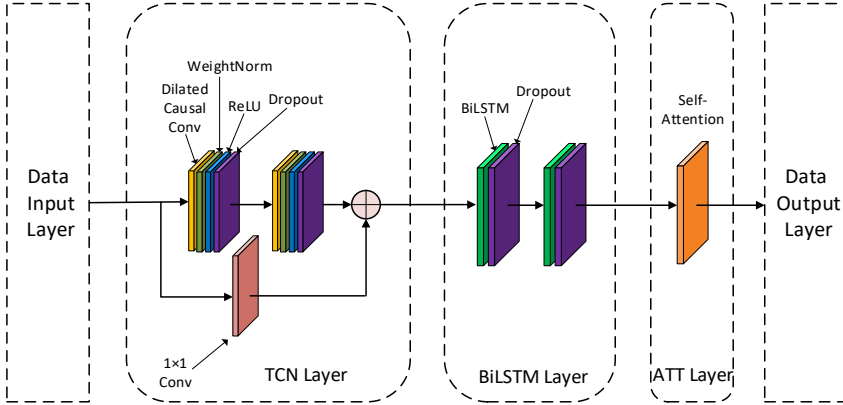 Data
Input
Layer
WeightNorm
Dilated
Causal
Conv
ReLU
Dropout
1×1
Conv
TCN Layer
BiLSTM
Dropout
BiLSTM Layer
Self-
Attention
ATT Layer
Data
Output
Layer